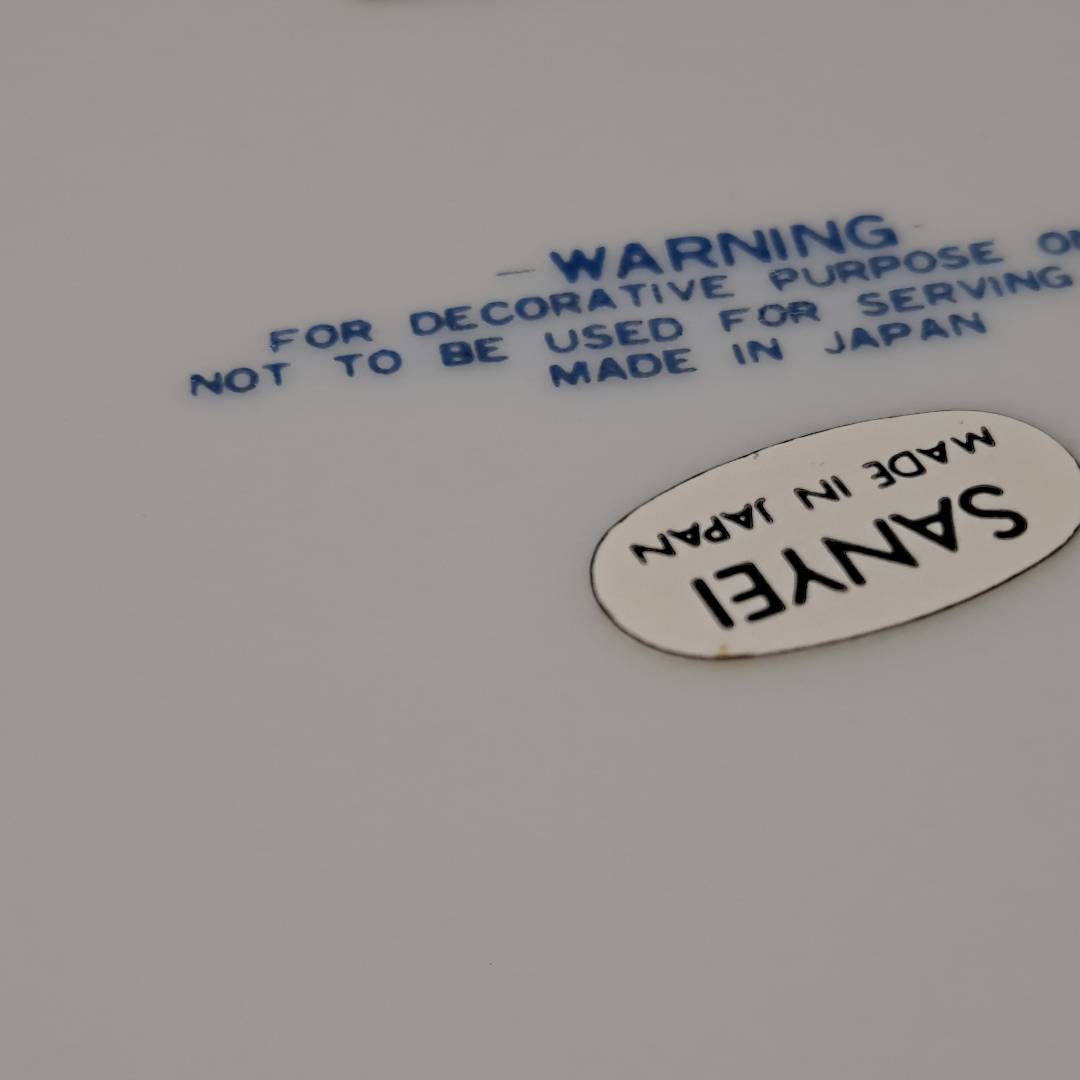 WARNING
FOR DECORATIVE PURPOSE
NOT TO BE USED FOR SERVING
MADE IN JAPAN
SANYEI
MADE IN JAPAN